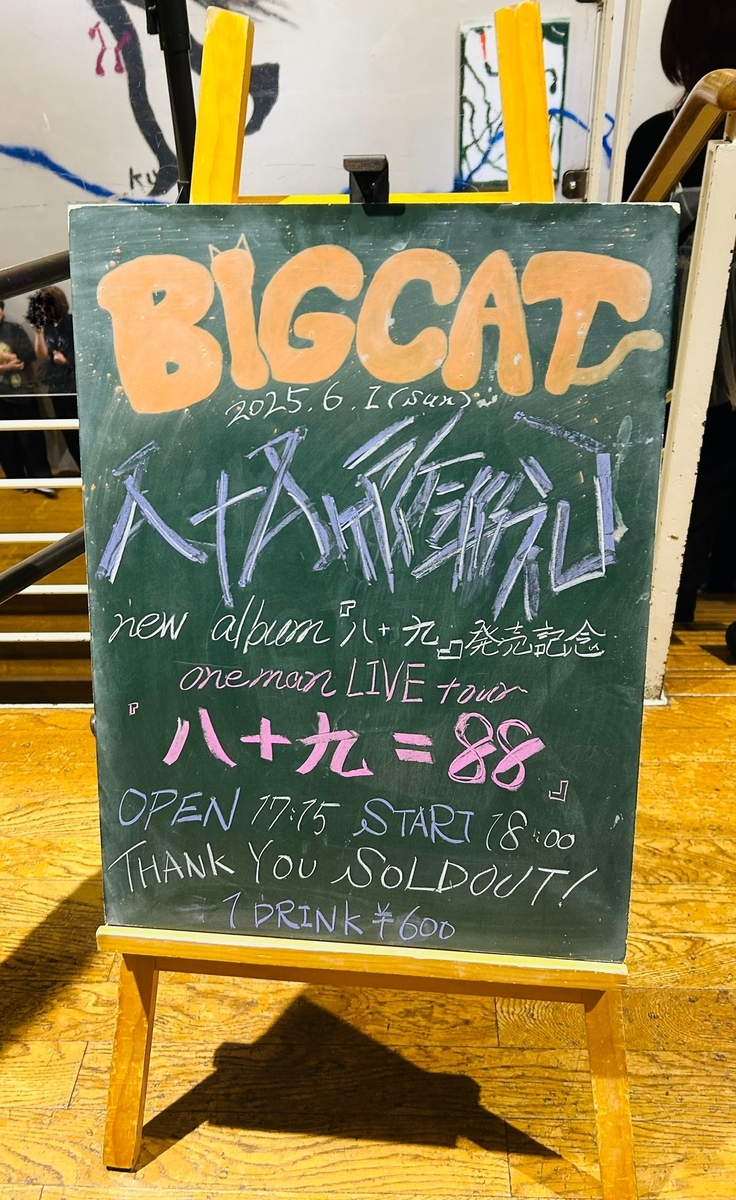 ku
BIGCAT
2025.6.1(sun)
八十八ヶ所巡礼
new album『八+九』発売記念
oneman LIVE tour
『八+九=88』
OPEN 17:15 START 18:00
THANK YOU SOLDOUT!
1 DRINK ¥600